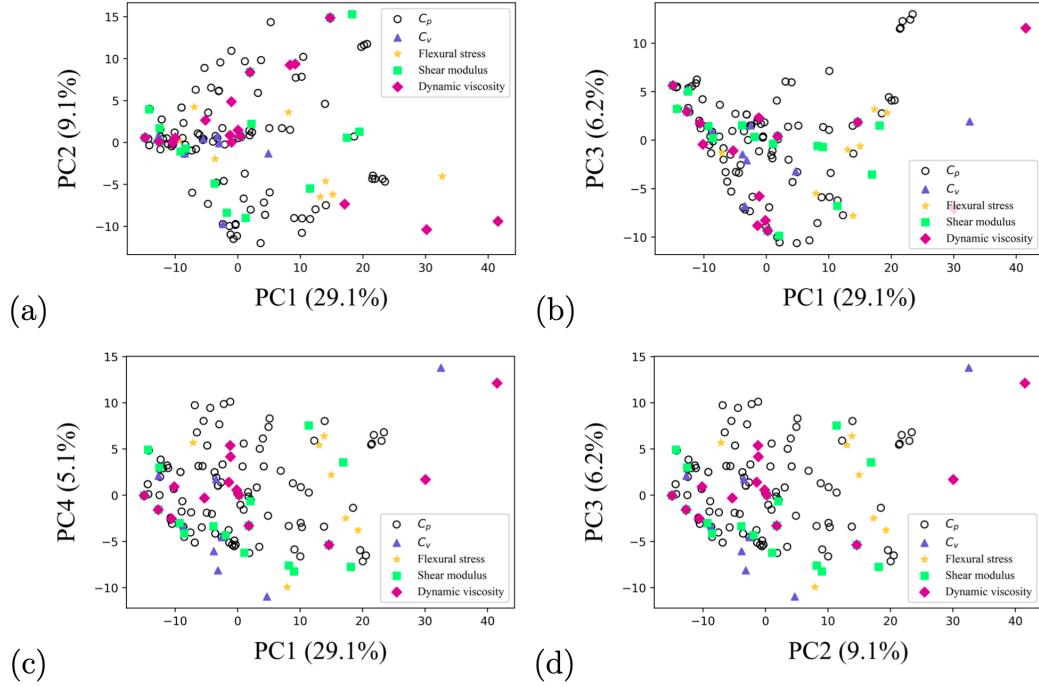 15
10
5
0
−5
−10
PC2 (9.1%)
−10 0 10 20 30 40
PC1 (29.1%)
C_p
C_v
Flexural stress
Shear modulus
Dynamic viscosity
(a)
10
5
0
−5
−10
PC3 (6.2%)
−10 0 10 20 30 40
PC1 (29.1%)
C_p
C_v
Flexural stress
Shear modulus
Dynamic viscosity
(b)
15
10
5
0
−5
−10
PC4 (5.1%)
−10 0 10 20 30 40
PC1 (29.1%)
C_p
C_v
Flexural stress
Shear modulus
Dynamic viscosity
(c)
15
10
5
0
−5
−10
PC3 (6.2%)
−10 0 10 20 30 40
PC2 (9.1%)
C_p
C_v
Flexural stress
Shear modulus
Dynamic viscosity
(d)